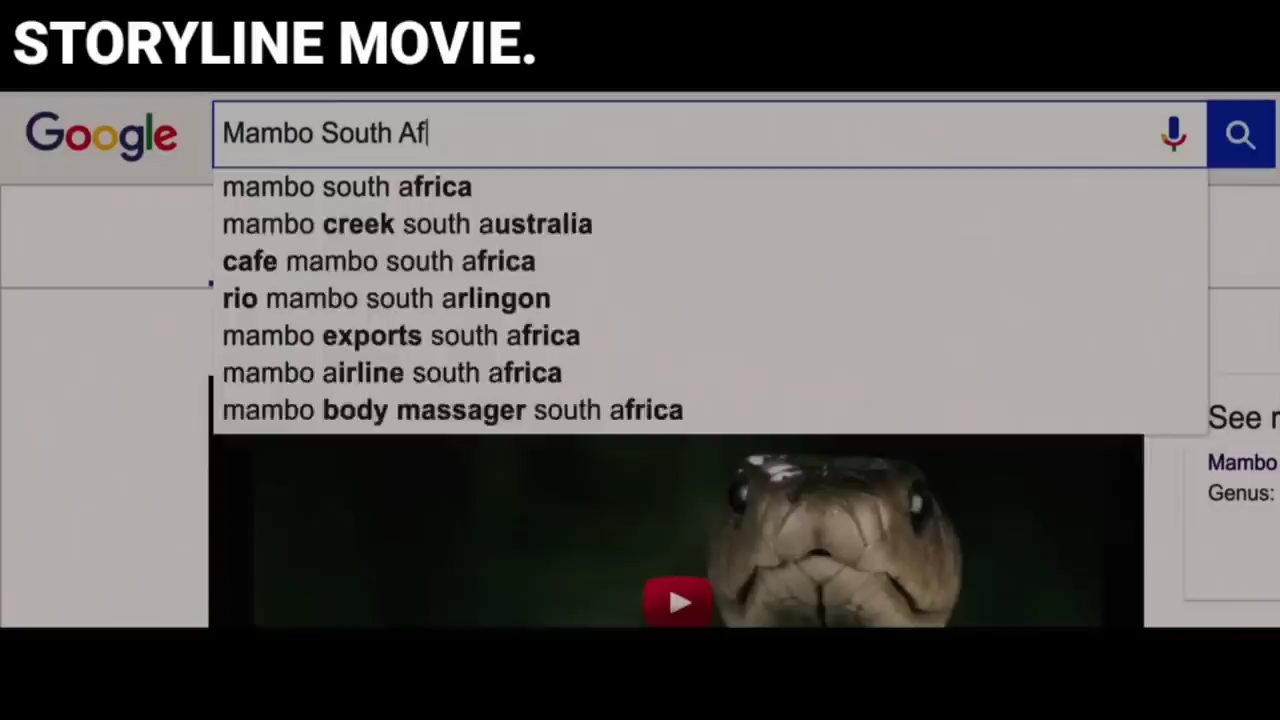 STORYLINE MOVIE.
Google
Mambo South Af
mambo south africa
mambo creek south australia
cafe mambo south africa
rio mambo south arlingon
mambo exports south africa
mambo airline south africa
mambo body massager south africa
See r
Mambo
Genus: